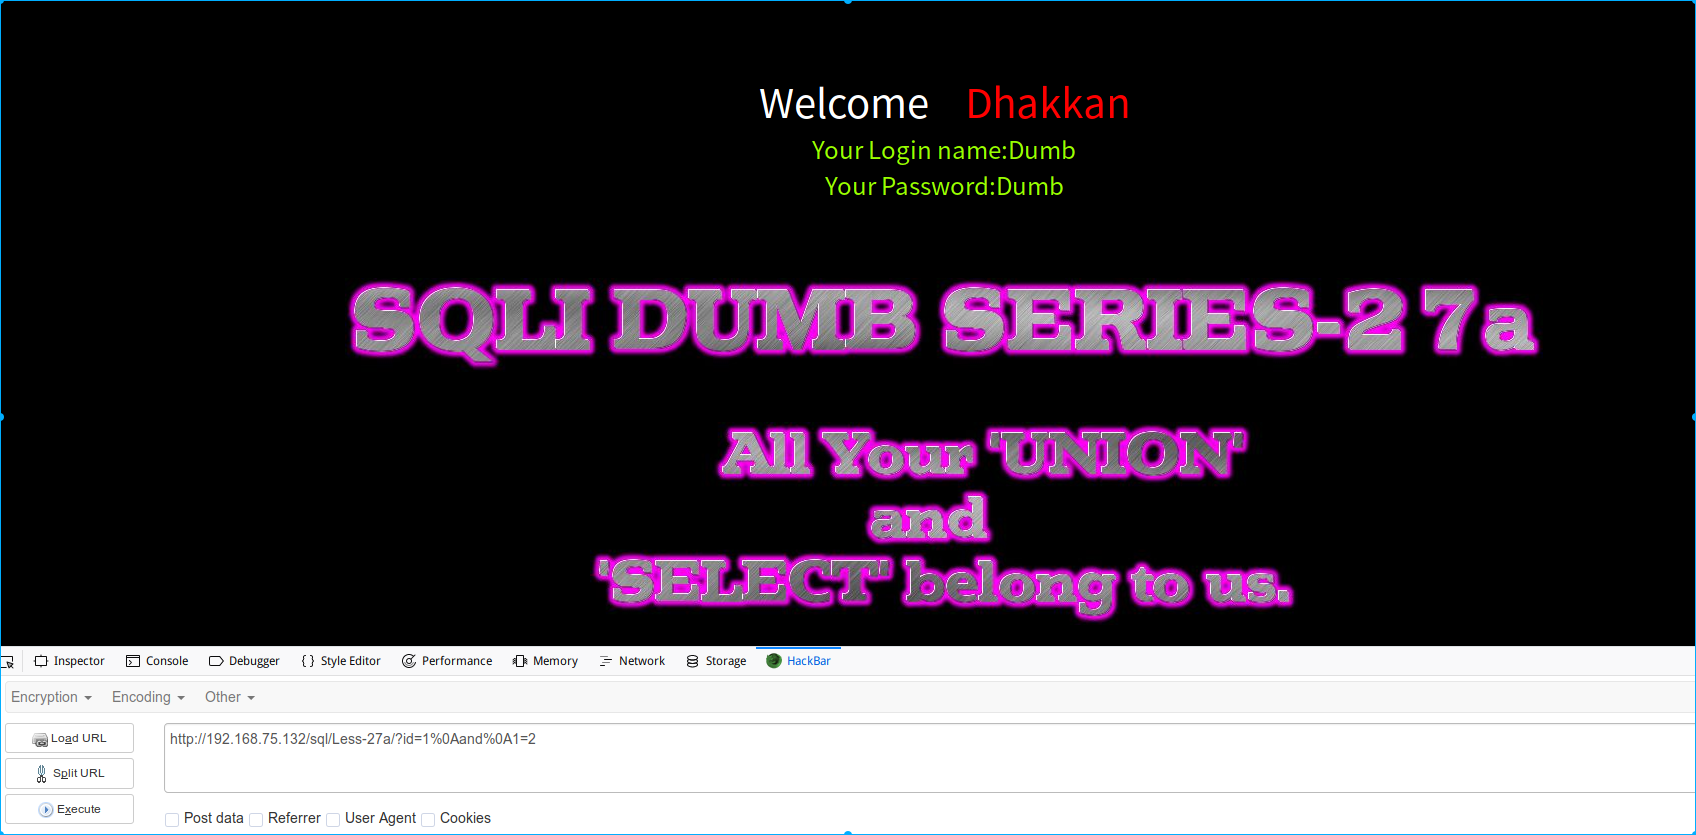 Welcome Dhakkan
Your Login name:Dumb
Your Password:Dumb
SQLI DUMB SERIES-27a
All Your 'UNION'
and
'SELECT' belong to us.
Inspector Console Debugger { } Style Editor Performance Memory Network Storage HackBar
Encryption Encoding Other
Load URL http://192.168.75.132/sql/Less-27a/?id=1%0Aand%0A1=2
Split URL
Execute
Post data Referrer User Agent Cookies